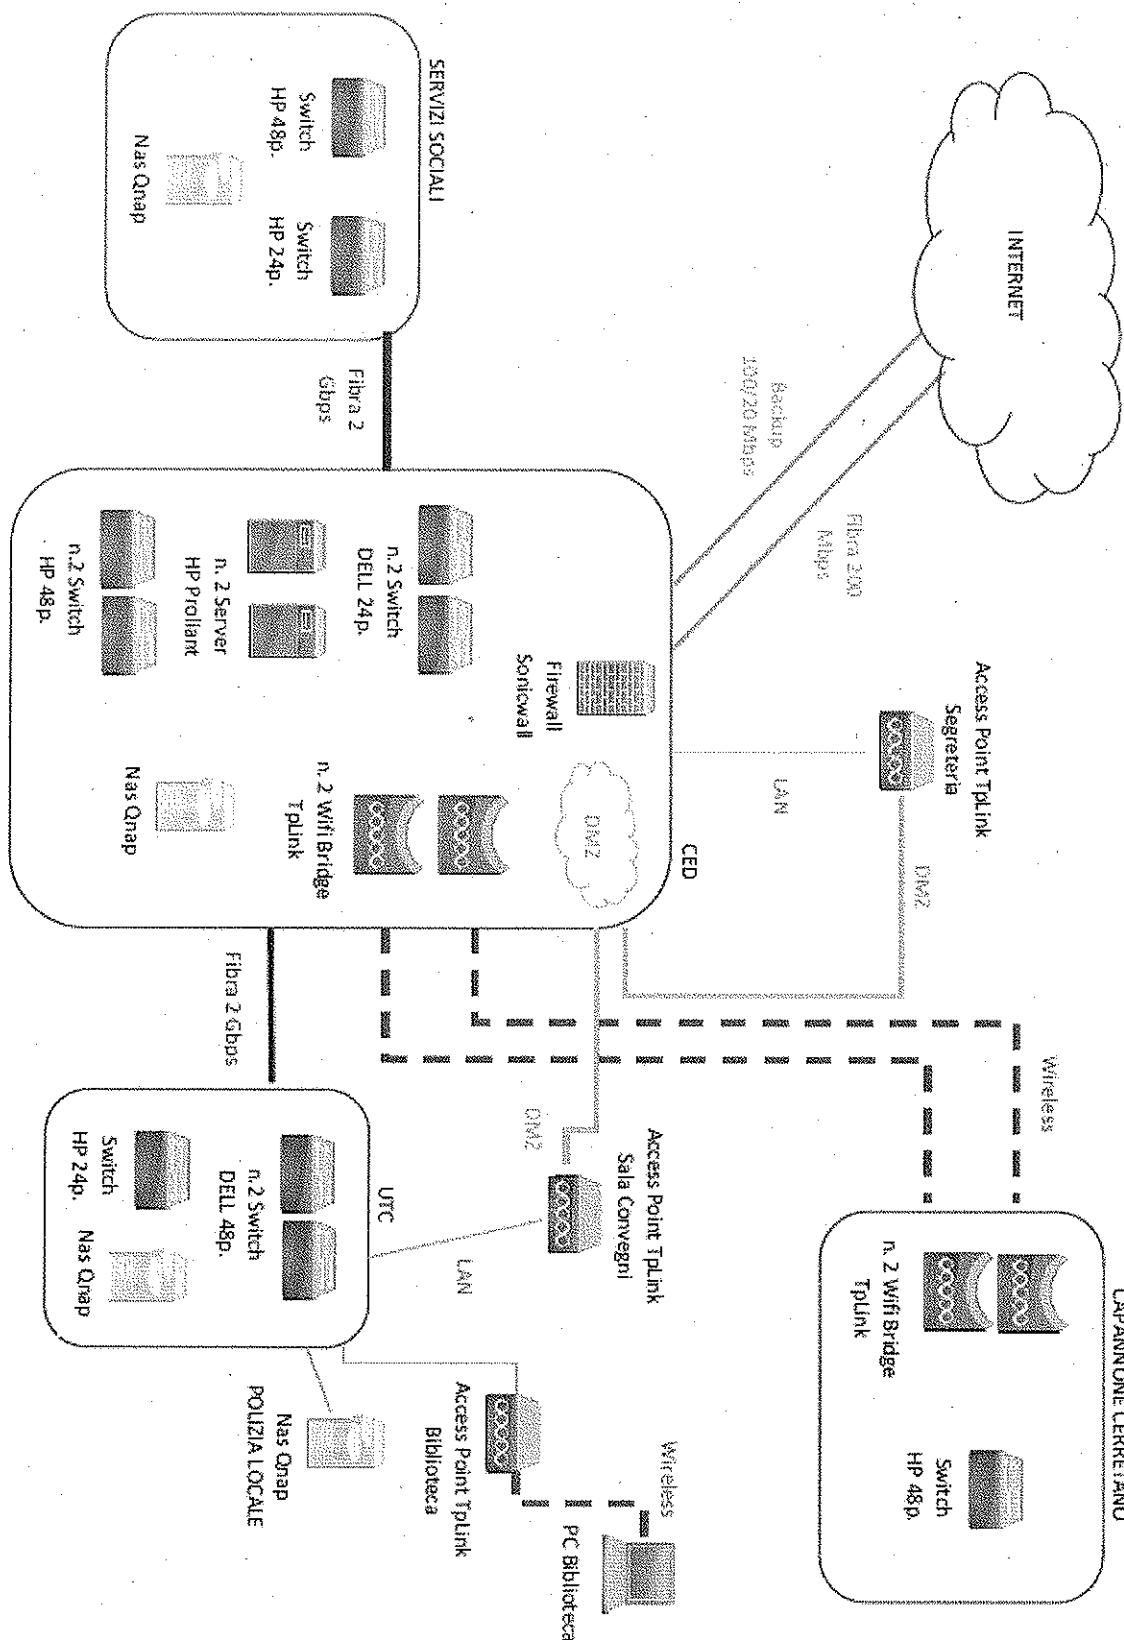 INTERNET
Backup
100/20 Mbps
Fibra 200
Mbps
Access Point TpLink
Segreteria
LAN
DMZ
Wireless
CAPANNONE CERRETANO
n. 2 Wifi Bridge
TpLink
Switch
HP 48p.
SERVIZI SOCIALI
Switch
HP 48p.
Switch
HP 24p.
Nas Qnap
Fibra 2
Gbps
CED
Firewall
Sonicwall
DMZ
n.2 Switch
DELL 24p.
n. 2 Wifi Bridge
TpLink
n. 2 Server
HP Proliant
n.2 Switch
HP 48p.
Nas Qnap
Fibra 2 Gbps
DMZ
Access Point TpLink
Sala Convegni
LAN
UTC
n.2 Switch
DELL 48p.
Switch
HP 24p.
Nas Qnap
Access Point TpLink
Biblioteca
Wireless
PC Biblioteca
Nas Qnap
POLIZIA LOCALE